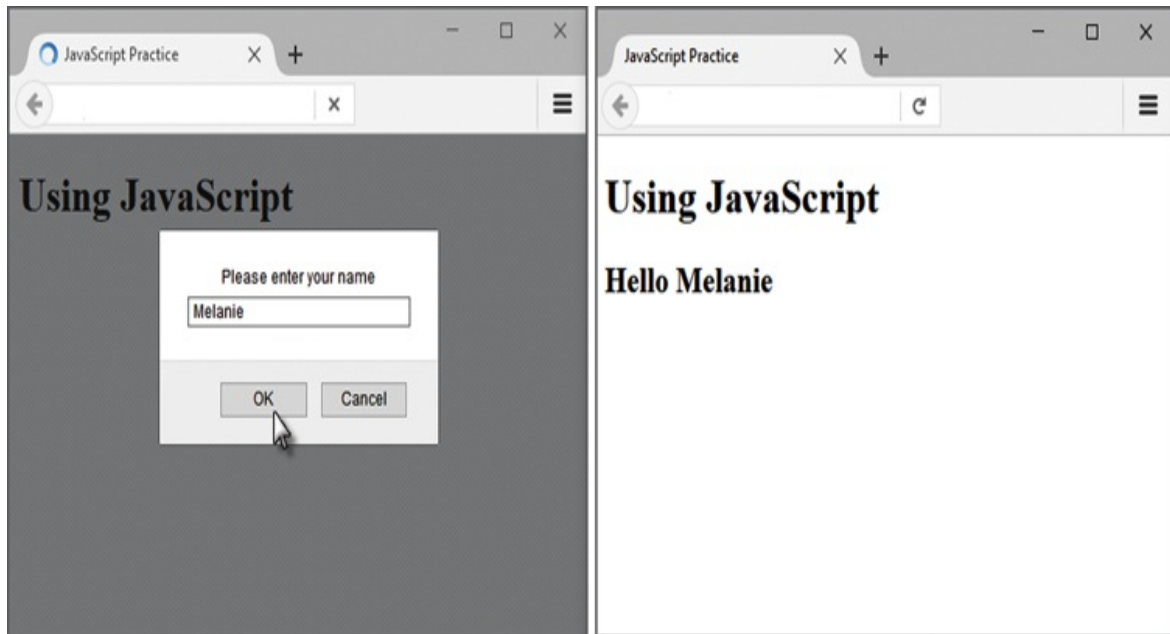 JavaScript Practice
Using JavaScript
Please enter your name
Melanie
OK Cancel
JavaScript Practice
Using JavaScript
Hello Melanie